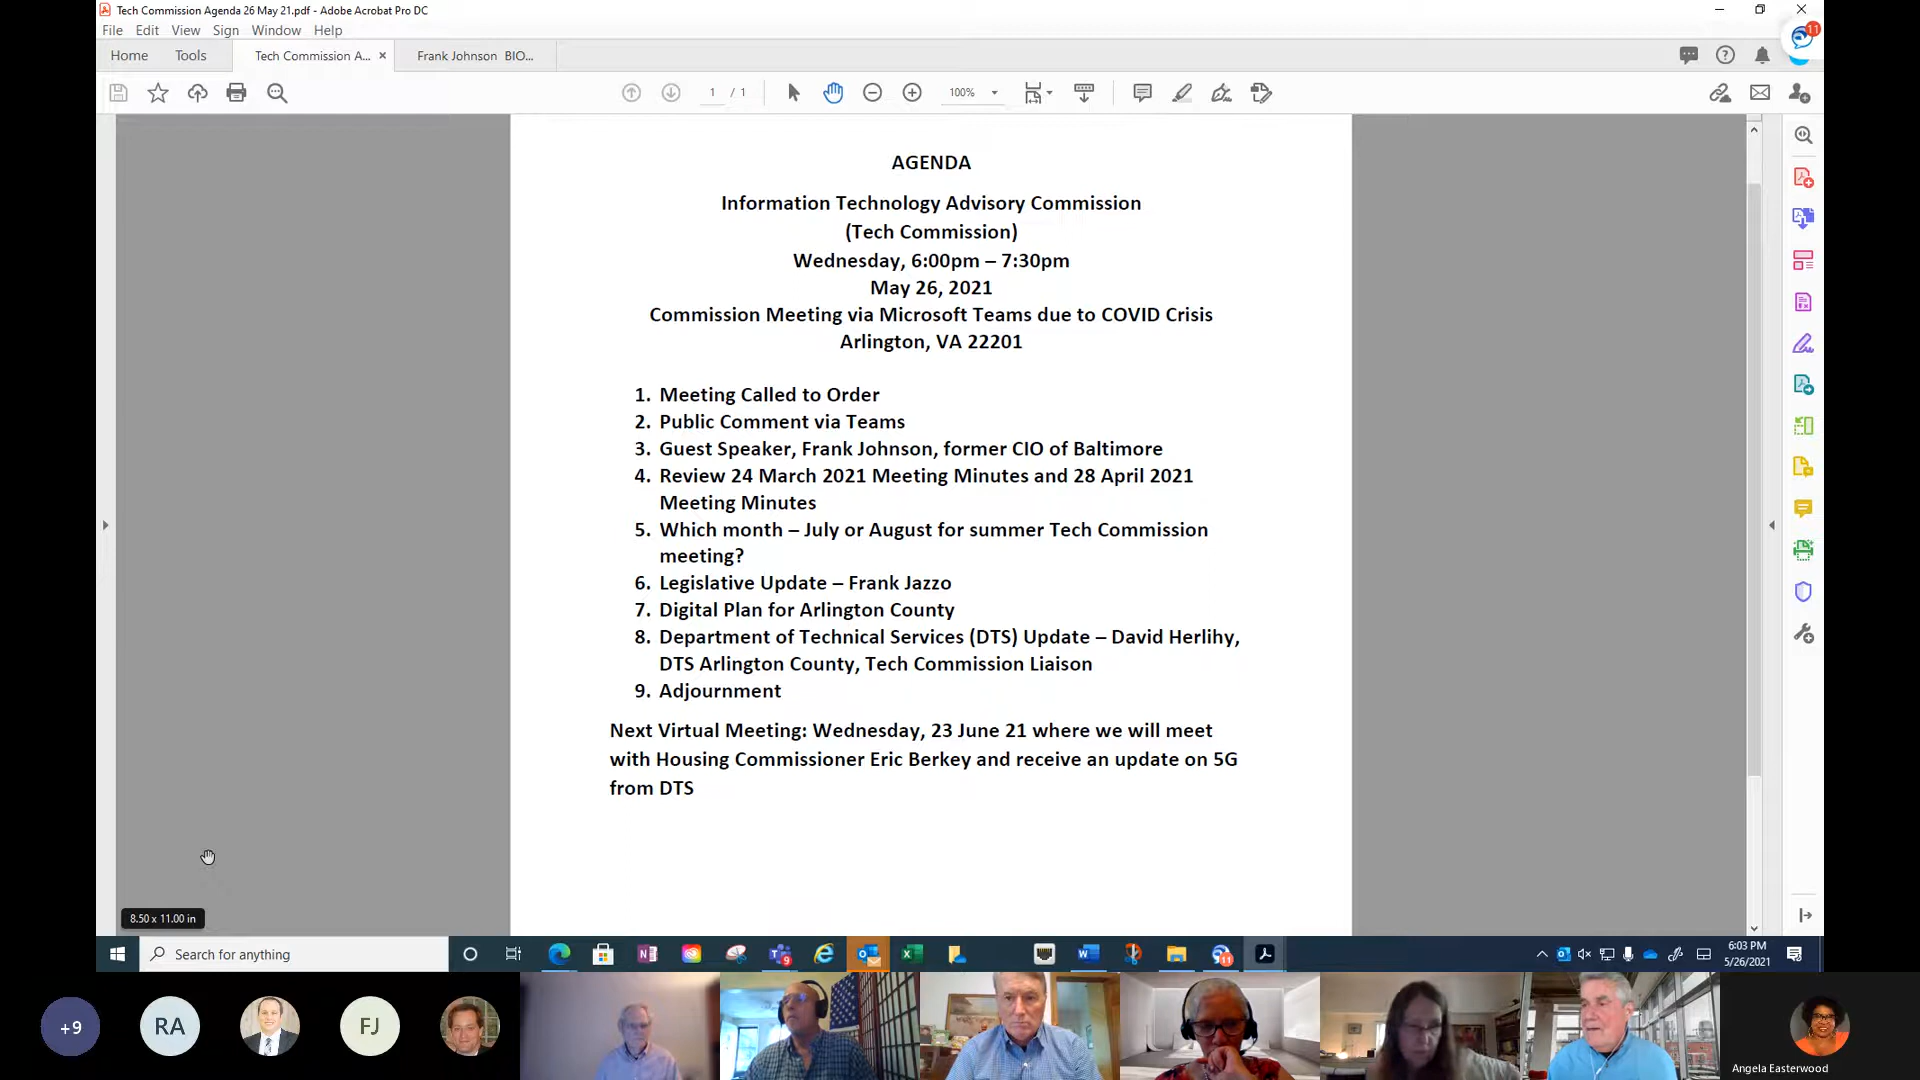 Tech Commission Agenda 26 May 21.pdf - Adobe Acrobat Pro DC
File Edit View Sign Window Help
11
Home Tools Tech Commission A... × Frank Johnson BIO...
1 / 1 100%
AGENDA
Information Technology Advisory Commission
(Tech Commission)
Wednesday, 6:00pm – 7:30pm
May 26, 2021
Commission Meeting via Microsoft Teams due to COVID Crisis
Arlington, VA 22201
1. Meeting Called to Order
2. Public Comment via Teams
3. Guest Speaker, Frank Johnson, former CIO of Baltimore
4. Review 24 March 2021 Meeting Minutes and 28 April 2021
Meeting Minutes
5. Which month – July or August for summer Tech Commission
meeting?
6. Legislative Update – Frank Jazzo
7. Digital Plan for Arlington County
8. Department of Technical Services (DTS) Update – David Herlihy,
DTS Arlington County, Tech Commission Liaison
9. Adjournment
Next Virtual Meeting: Wednesday, 23 June 21 where we will meet
with Housing Commissioner Eric Berkey and receive an update on 5G
from DTS
8.50 x 11.00 in
Search for anything
9
11
6:03 PM
5/26/2021
+9 RA FJ
Angela Easterwood